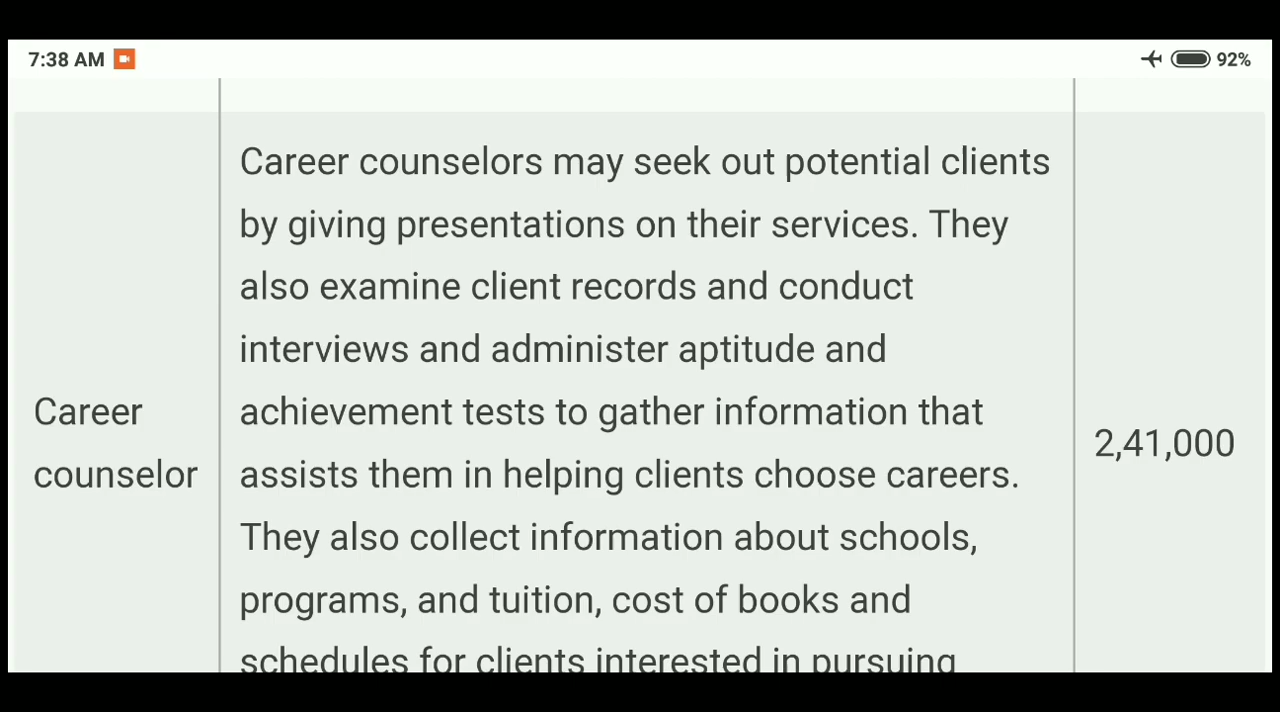 7:38 AM
92%
Career counselors may seek out potential clients
by giving presentations on their services. They
also examine client records and conduct
interviews and administer aptitude and
achievement tests to gather information that
assists them in helping clients choose careers.
They also collect information about schools,
programs, and tuition, cost of books and
schedules for clients interested in pursuing
Career
counselor
2,41,000